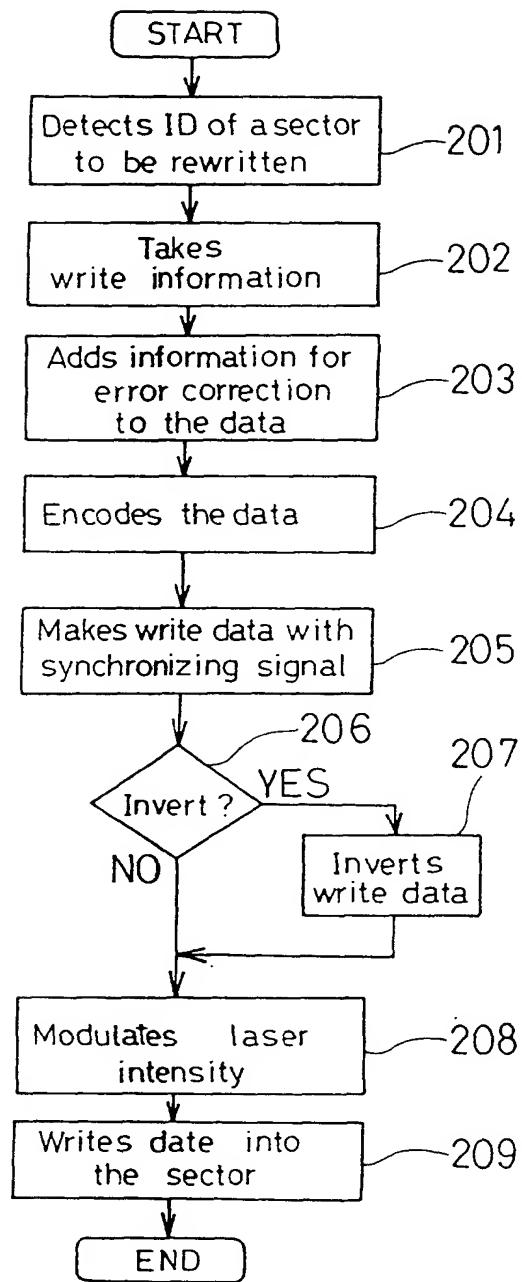 START
Detects ID of a sector
to be rewritten
201
Takes
write information
202
Adds information for
error correction
to the data
203
Encodes the data
204
Makes write data with
synchronizing signal
205
206
Invert ?
YES
207
NO
Inverts
write data
Modulates laser
intensity
208
Writes date into
the sector
209
END